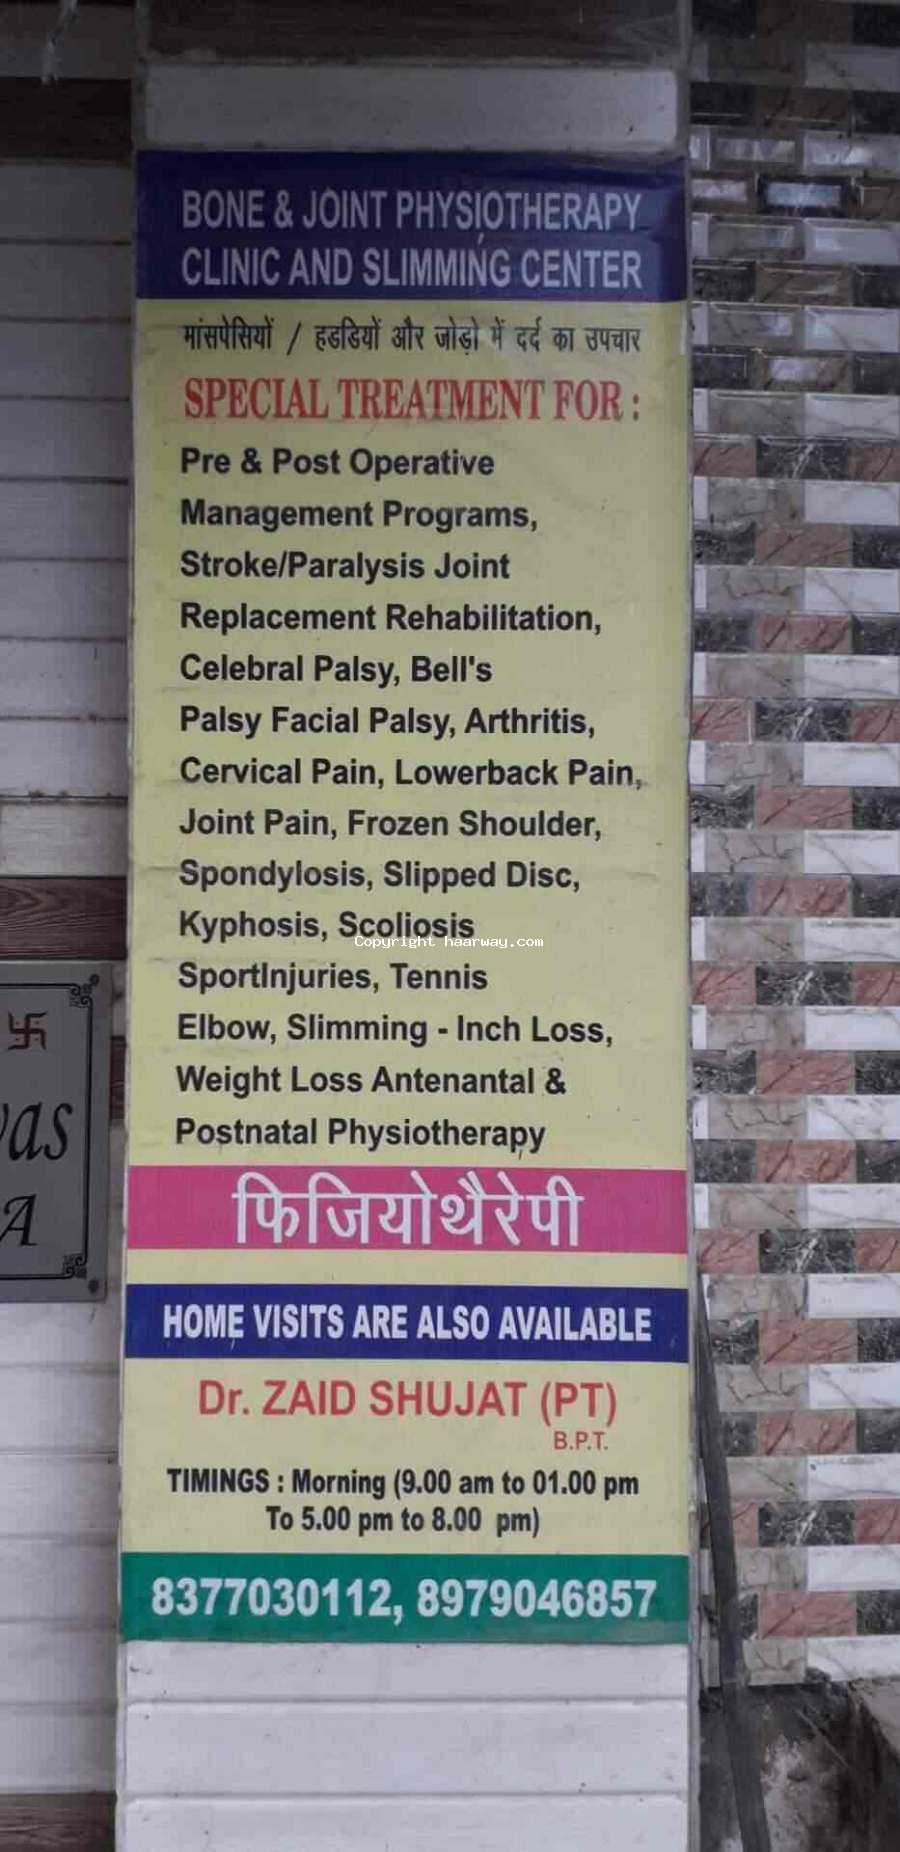 BONE & JOINT PHYSIOTHERAPY
CLINIC AND SLIMMING CENTER
मांसपेसियों / हडडियों और जोड़ो में दर्द का उपचार
SPECIAL TREATMENT FOR :
Pre & Post Operative
Management Programs,
Stroke/Paralysis Joint
Replacement Rehabilitation,
Celebral Palsy, Bell's
Palsy Facial Palsy, Arthritis,
Cervical Pain, Lowerback Pain,
Joint Pain, Frozen Shoulder,
Spondylosis, Slipped Disc,
Kyphosis, Scoliosis
Copyright haarway.com
SportInjuries, Tennis
Elbow, Slimming - Inch Loss,
Weight Loss Antenantal &
Postnatal Physiotherapy
फिजियोथैरेपी
HOME VISITS ARE ALSO AVAILABLE
Dr. ZAID SHUJAT (PT)
B.P.T.
TIMINGS : Morning (9.00 am to 01.00 pm
To 5.00 pm to 8.00 pm)
8377030112, 8979046857